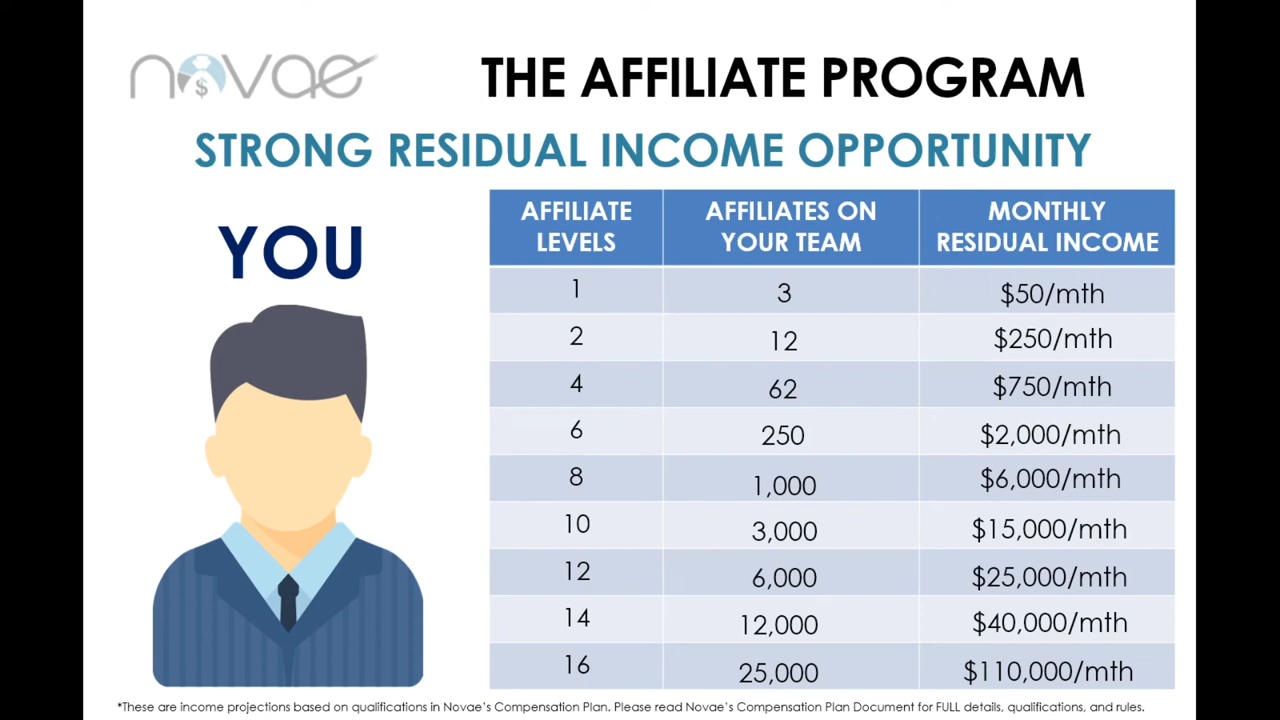 novae
THE AFFILIATE PROGRAM
STRONG RESIDUAL INCOME OPPORTUNITY
YOU
AFFILIATE LEVELS AFFILIATES ON YOUR TEAM MONTHLY RESIDUAL INCOME
1 3 $50/mth
2 12 $250/mth
4 62 $750/mth
6 250 $2,000/mth
8 1,000 $6,000/mth
10 3,000 $15,000/mth
12 6,000 $25,000/mth
14 12,000 $40,000/mth
16 25,000 $110,000/mth
*These are income projections based on qualifications in Novae's Compensation Plan. Please read Novae's Compensation Plan Document for FULL details, qualifications, and rules.